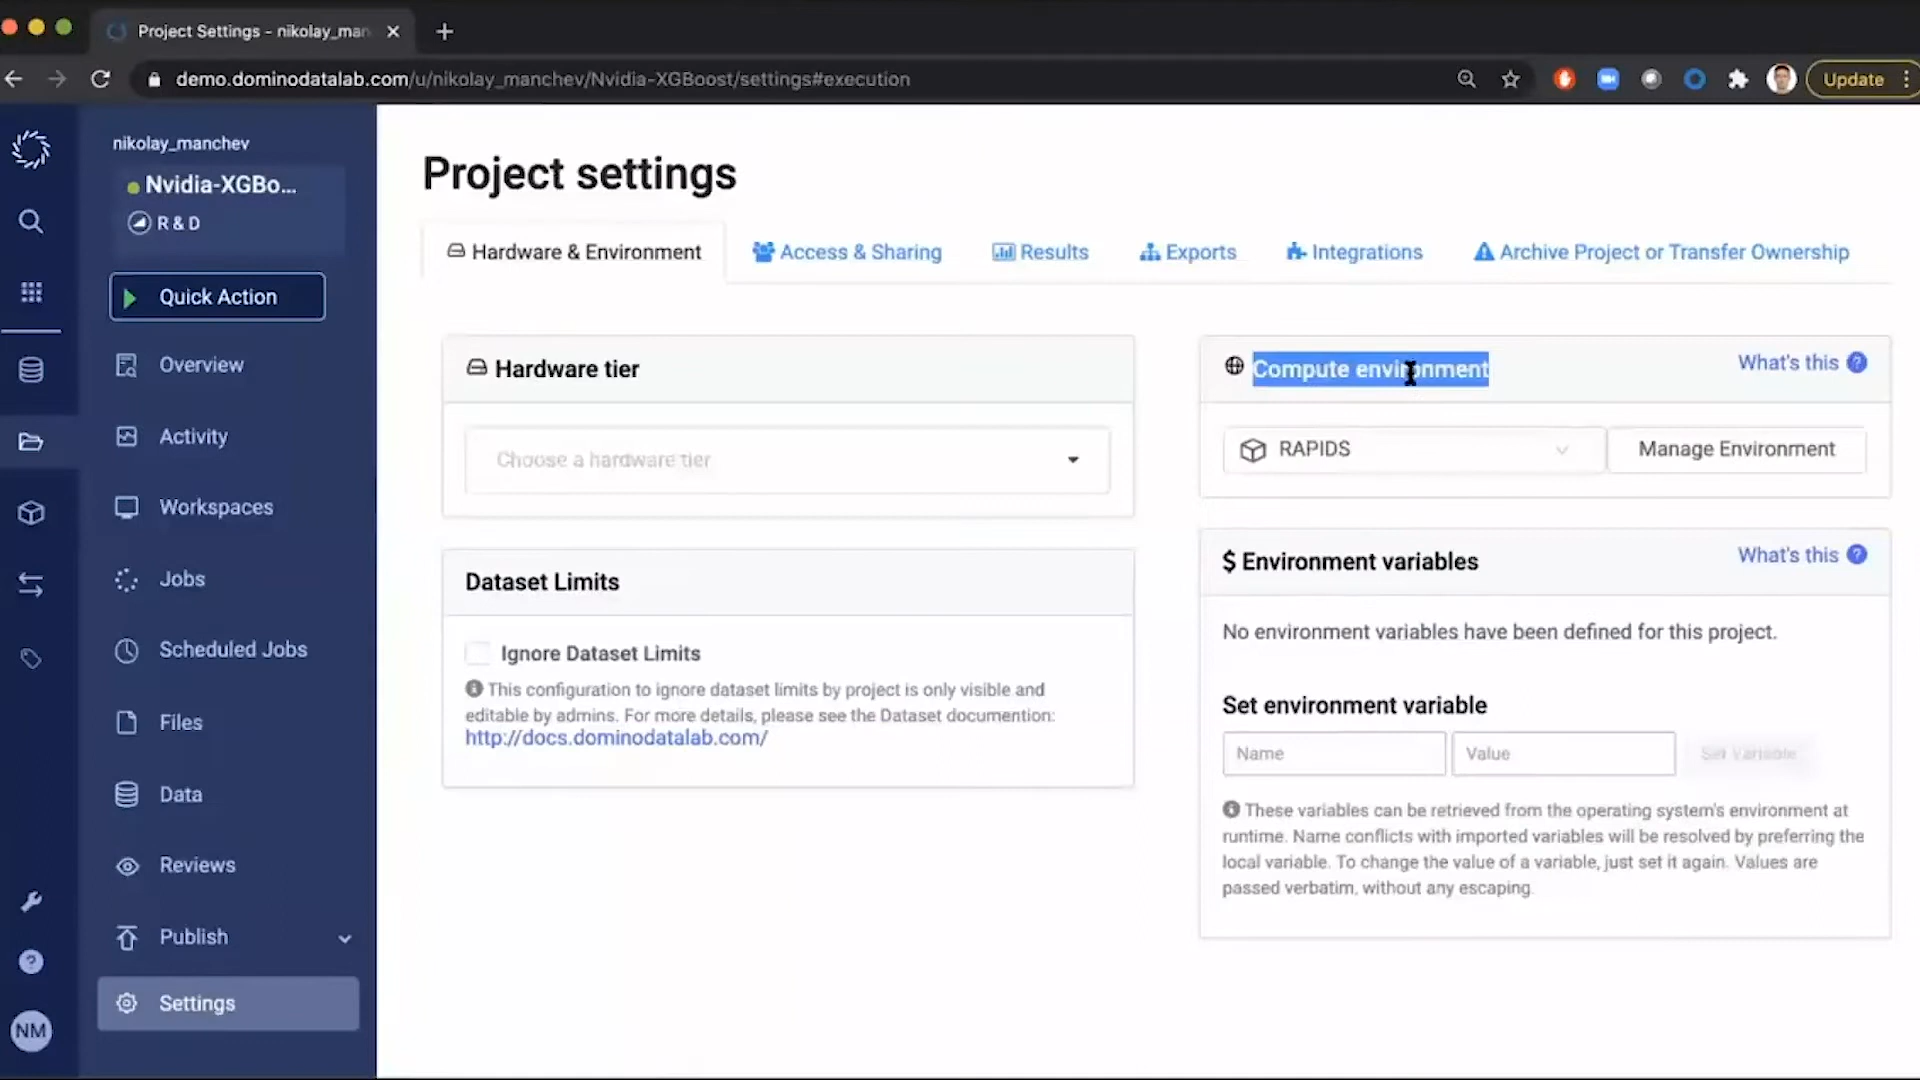 Project Settings - nikolay_man
demo.dominodatalab.com/u/nikolay_manchev/Nvidia-XGBoost/settings#execution
Update
nikolay_manchev
Nvidia-XGBo...
R & D
Quick Action
Overview
Activity
Workspaces
Jobs
Scheduled Jobs
Files
Data
Reviews
Publish
Settings
NM
Project settings
Hardware & Environment
Access & Sharing
Results
Exports
Integrations
Archive Project or Transfer Ownership
Hardware tier
Choose a hardware tier
Dataset Limits
Ignore Dataset Limits
This configuration to ignore dataset limits by project is only visible and
editable by admins. For more details, please see the Dataset documention:
http://docs.dominodatalab.com/
Compute environment
What's this ?
RAPIDS
Manage Environment
$ Environment variables
What's this ?
No environment variables have been defined for this project.
Set environment variable
Name
Value
Set Variable
These variables can be retrieved from the operating system's environment at
runtime. Name conflicts with imported variables will be resolved by preferring the
local variable. To change the value of a variable, just set it again. Values are
passed verbatim, without any escaping.